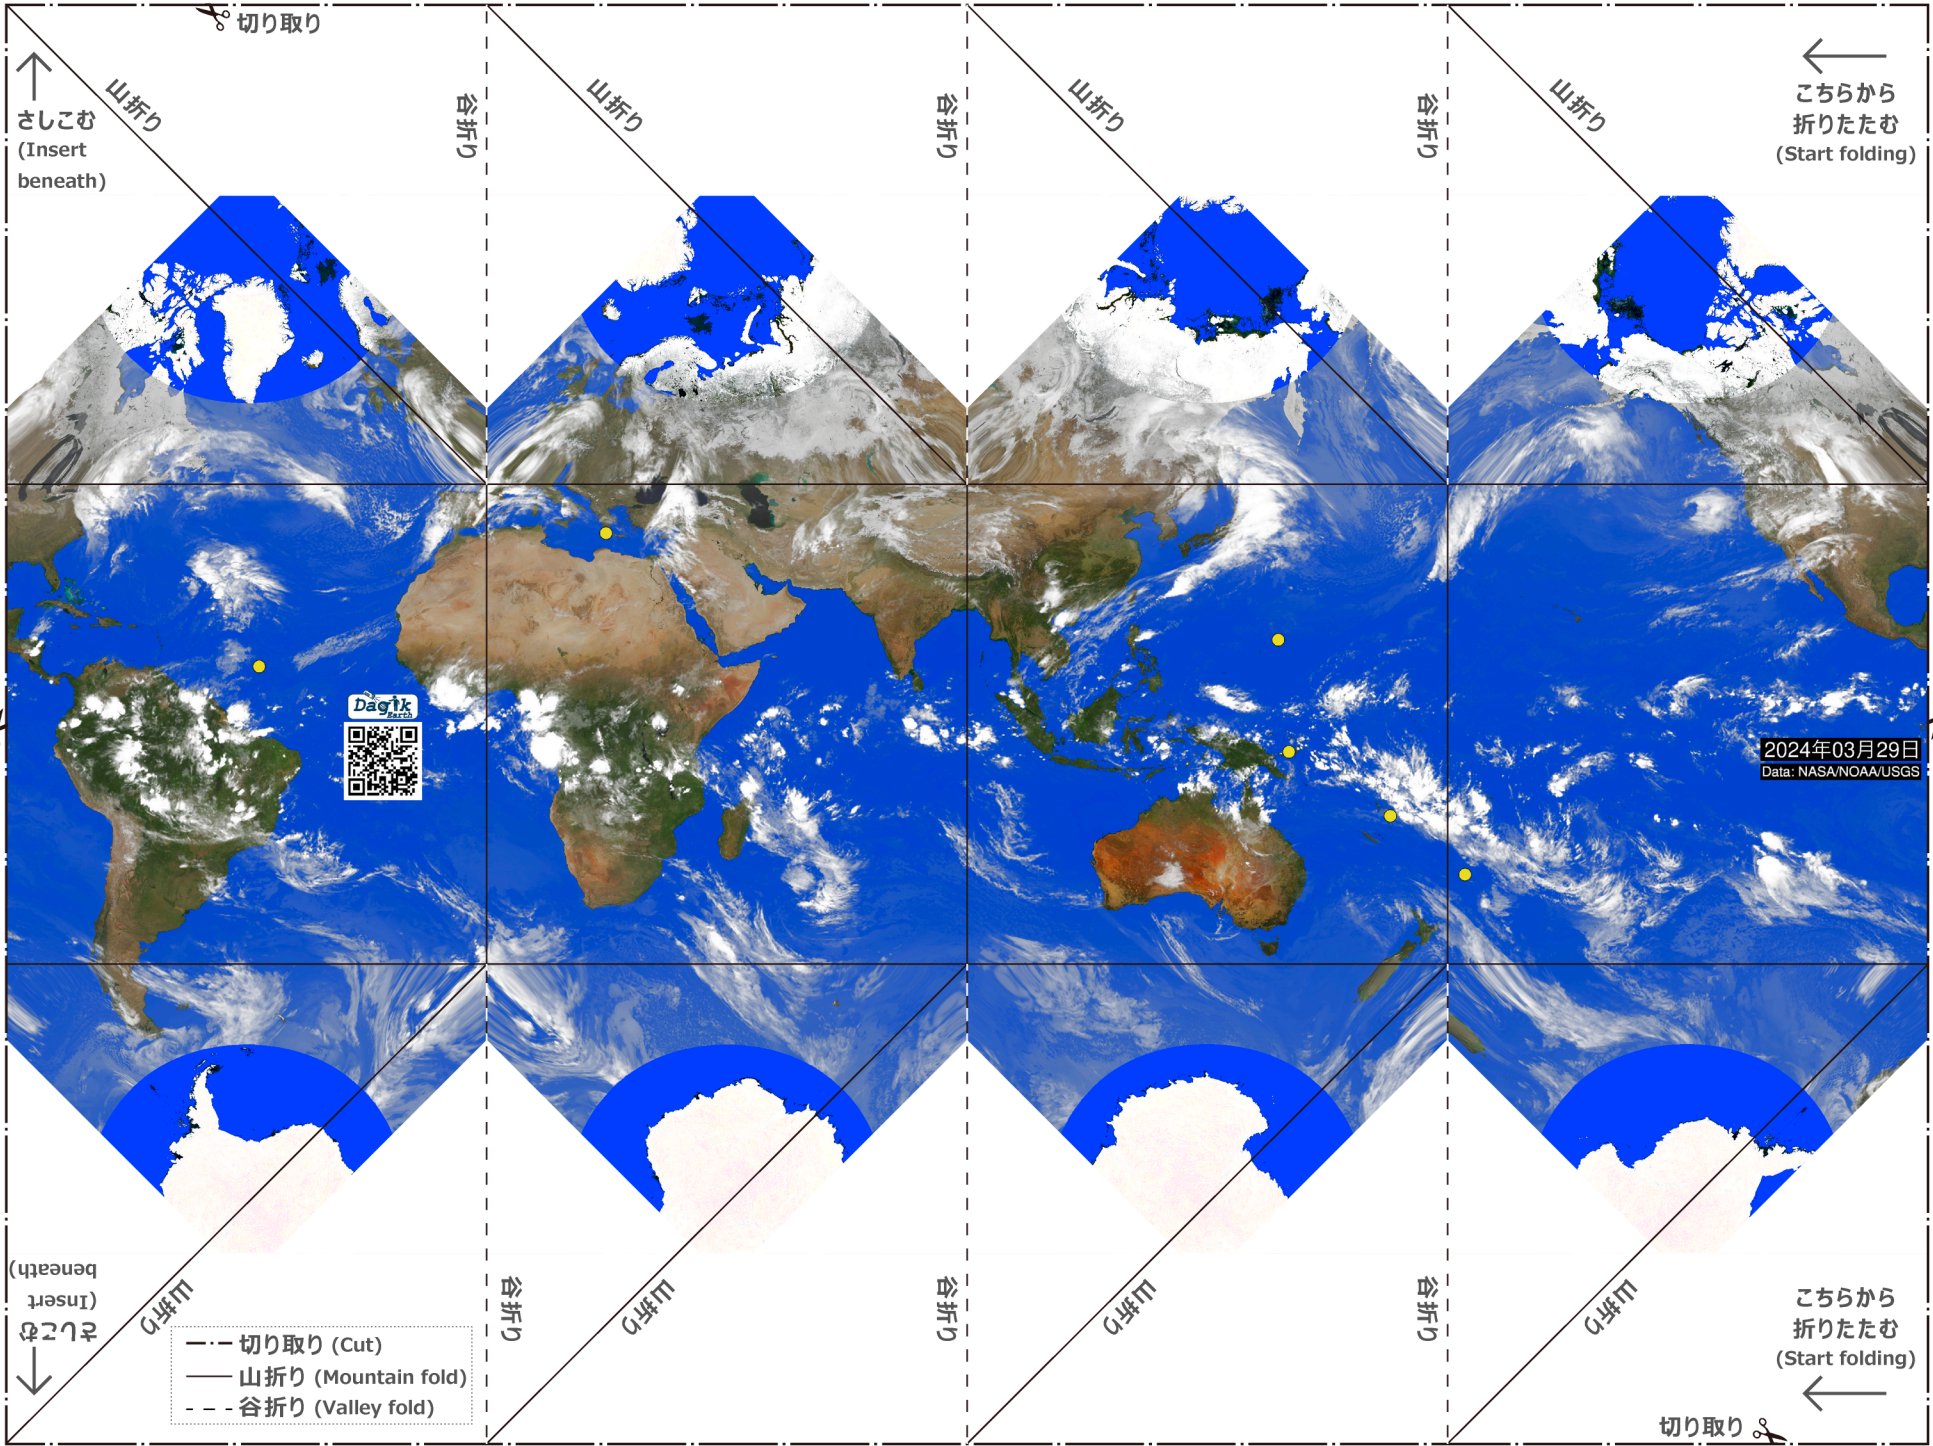 切り取り
山折り
谷折り
山折り
谷折り
山折り
谷折り
山折り
さしこむ
(Insert
beneath)
こちらから
折りたたむ
(Start folding)
Dagik
Earth
2024年03月29日
Data: NASA/NOAA/USGS
さしこむ
(Insert
beneath)
山折り
谷折り
山折り
谷折り
山折り
谷折り
山折り
こちらから
折りたたむ
(Start folding)
切り取り (Cut)
山折り (Mountain fold)
谷折り (Valley fold)
切り取り